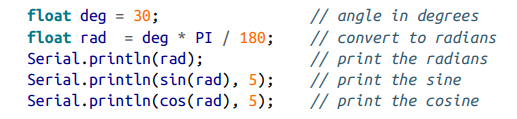 float deg = 30;                // angle in degrees
float rad  = deg * PI / 180;   // convert to radians
Serial.println(rad);           // print the radians
Serial.println(sin(rad), 5);   // print the sine
Serial.println(cos(rad), 5);   // print the cosine